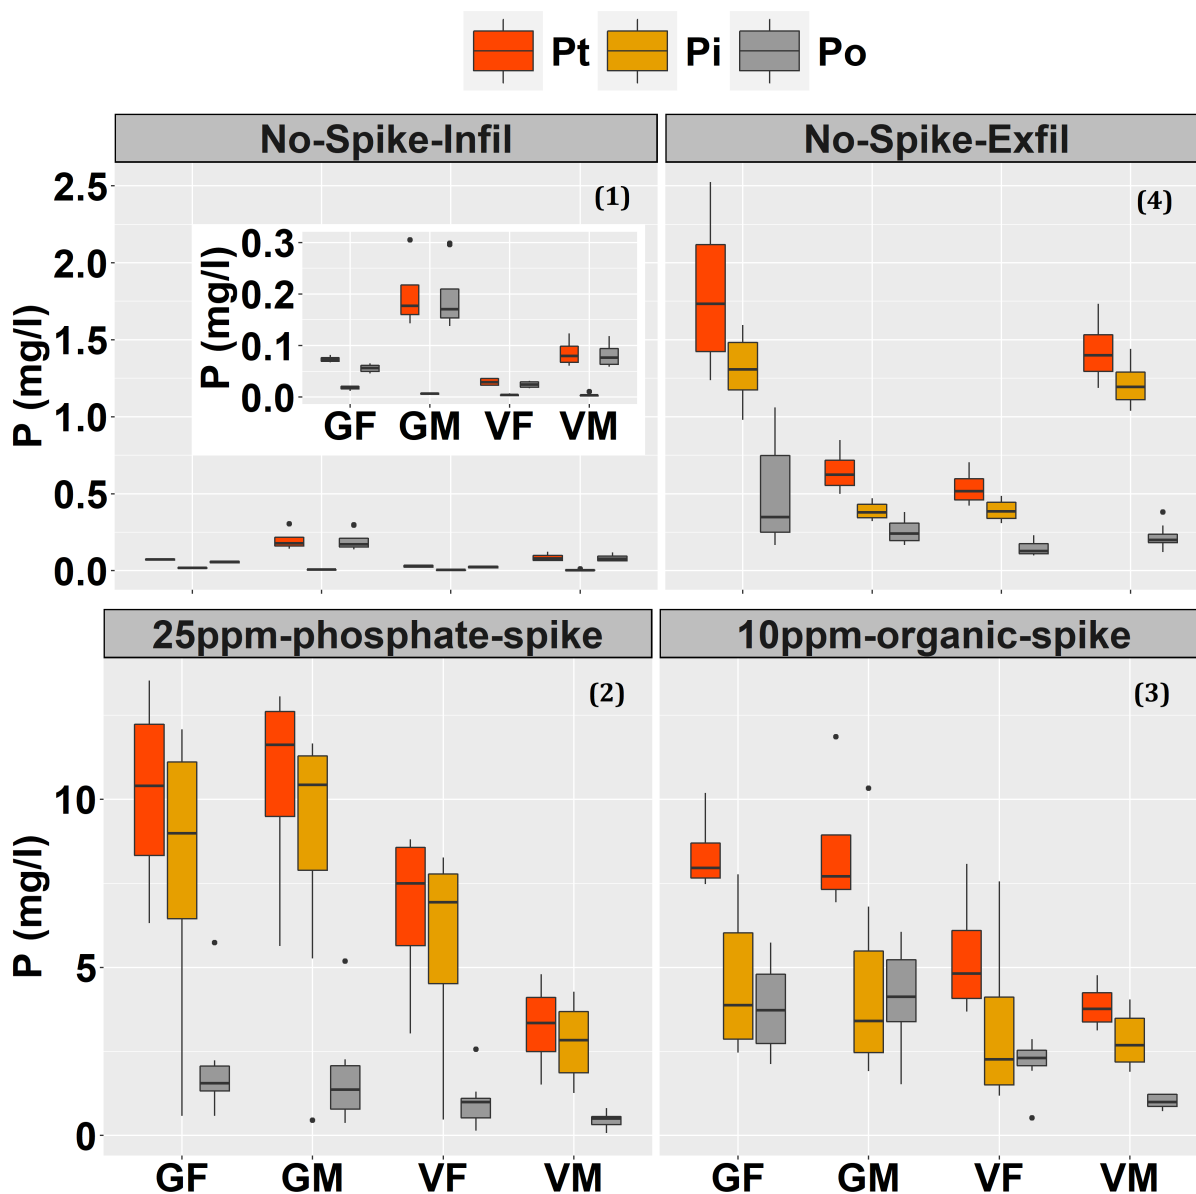 Pt Pi Po
No-Spike-Infil No-Spike-Exfil
(1) (4)
P (mg/l)
2.5
2.0
1.5
1.0
0.5
0.0
P (mg/l)
0.3
0.2
0.1
0.0
GF GM VF VM
25ppm-phosphate-spike 10ppm-organic-spike
(2) (3)
P (mg/l)
10
5
0
GF GM VF VM GF GM VF VM